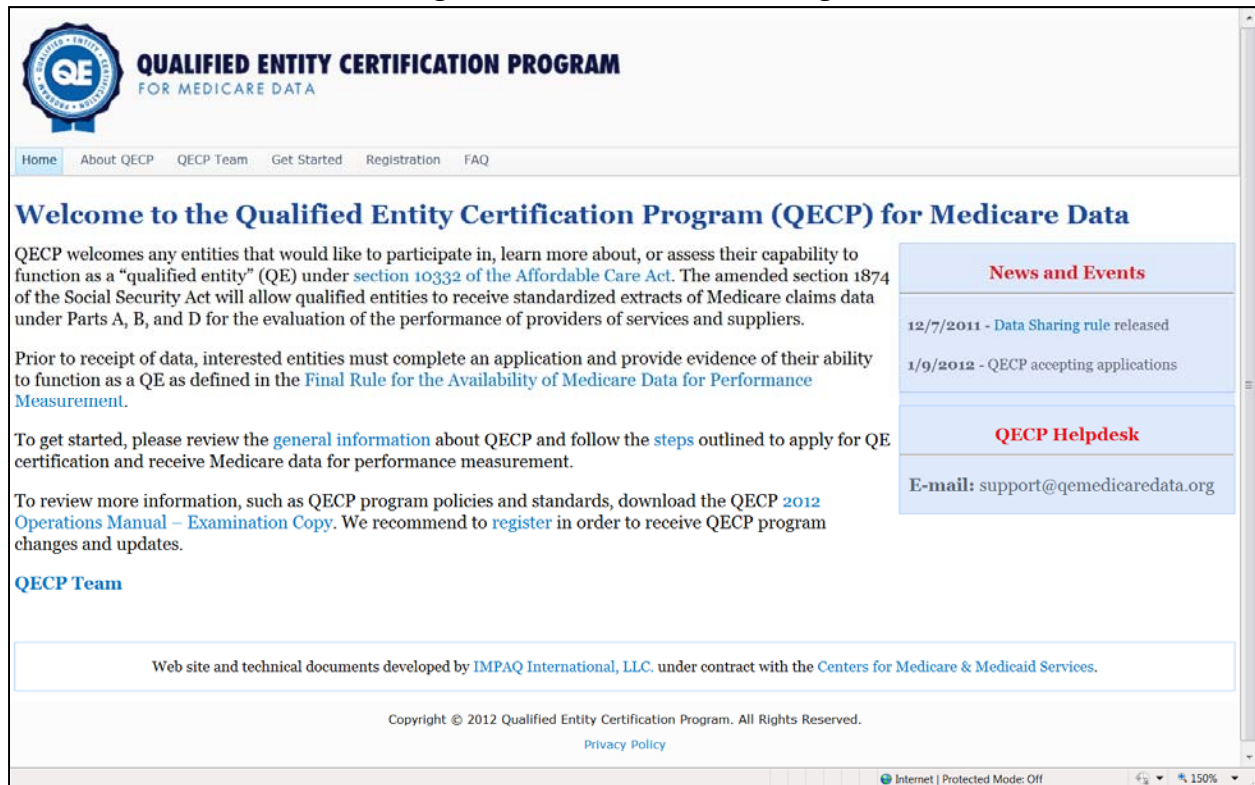 QE
QUALIFIED ENTITY CERTIFICATION PROGRAM
FOR MEDICARE DATA
Home About QECP QECP Team Get Started Registration FAQ
Welcome to the Qualified Entity Certification Program (QECP) for Medicare Data
QECP welcomes any entities that would like to participate in, learn more about, or assess their capability to
function as a “qualified entity” (QE) under section 10332 of the Affordable Care Act. The amended section 1874
of the Social Security Act will allow qualified entities to receive standardized extracts of Medicare claims data
under Parts A, B, and D for the evaluation of the performance of providers of services and suppliers.
Prior to receipt of data, interested entities must complete an application and provide evidence of their ability
to function as a QE as defined in the Final Rule for the Availability of Medicare Data for Performance
Measurement.
To get started, please review the general information about QECP and follow the steps outlined to apply for QE
certification and receive Medicare data for performance measurement.
To review more information, such as QECP program policies and standards, download the QECP 2012
Operations Manual – Examination Copy. We recommend to register in order to receive QECP program
changes and updates.
QECP Team
News and Events
12/7/2011 - Data Sharing rule released
1/9/2012 - QECP accepting applications
QECP Helpdesk
E-mail: support@qemedicaredata.org
Web site and technical documents developed by IMPAQ International, LLC. under contract with the Centers for Medicare & Medicaid Services.
Copyright © 2012 Qualified Entity Certification Program. All Rights Reserved.
Privacy Policy
Internet | Protected Mode: Off 150%